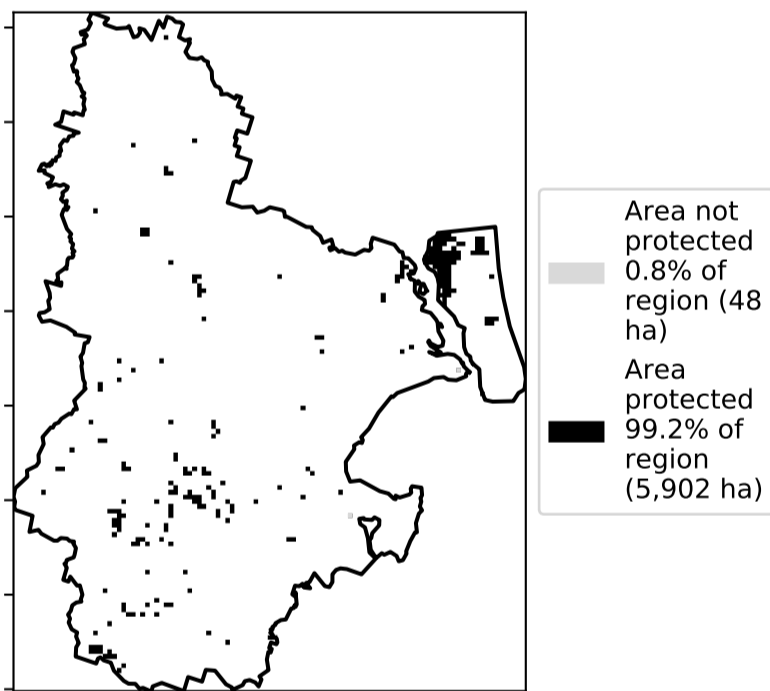 Area not
protected
0.8% of
region (48
ha)
Area
protected
99.2% of
region
(5,902 ha)